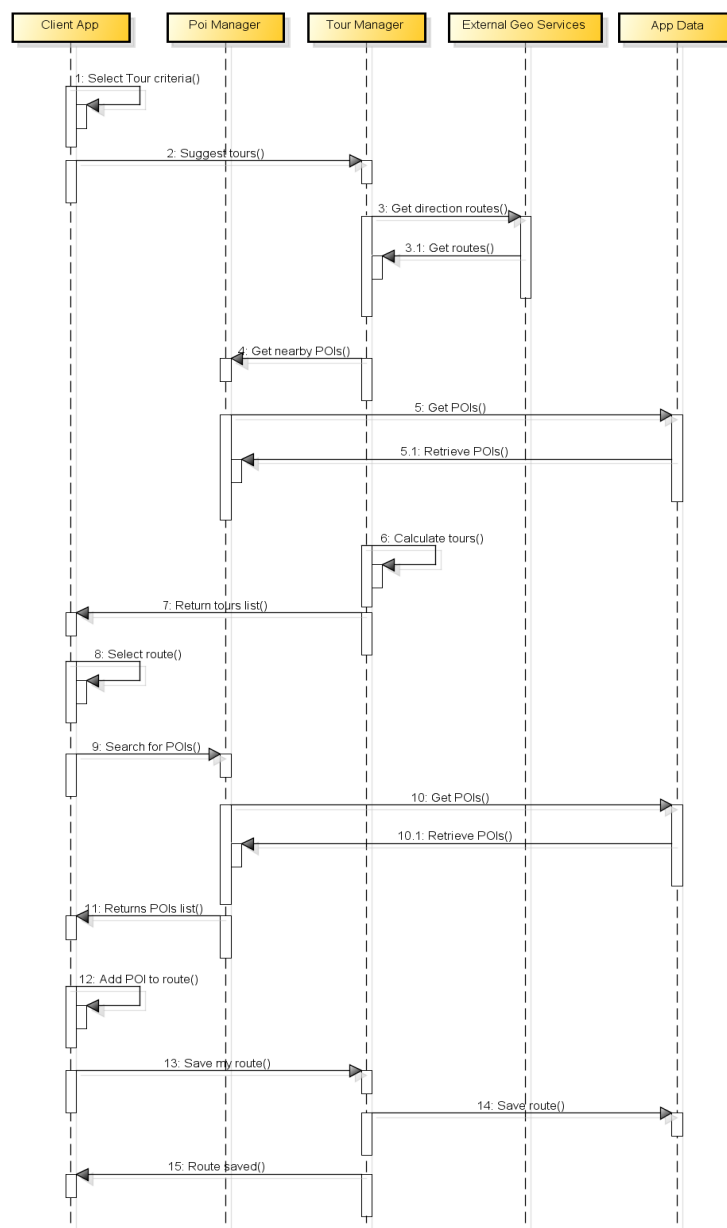 Client App
Poi Manager
Tour Manager
External Geo Services
App Data
1: Select Tour criteria()
2: Suggest tours()
3: Get direction routes()
3.1: Get routes()
4: Get nearby POIs()
5: Get POIs()
5.1: Retrieve POIs()
6: Calculate tours()
7: Return tours list()
8: Select route()
9: Search for POIs()
10: Get POIs()
10.1: Retrieve POIs()
11: Returns POIs list()
12: Add POI to route()
13: Save my route()
14: Save route()
15: Route saved()